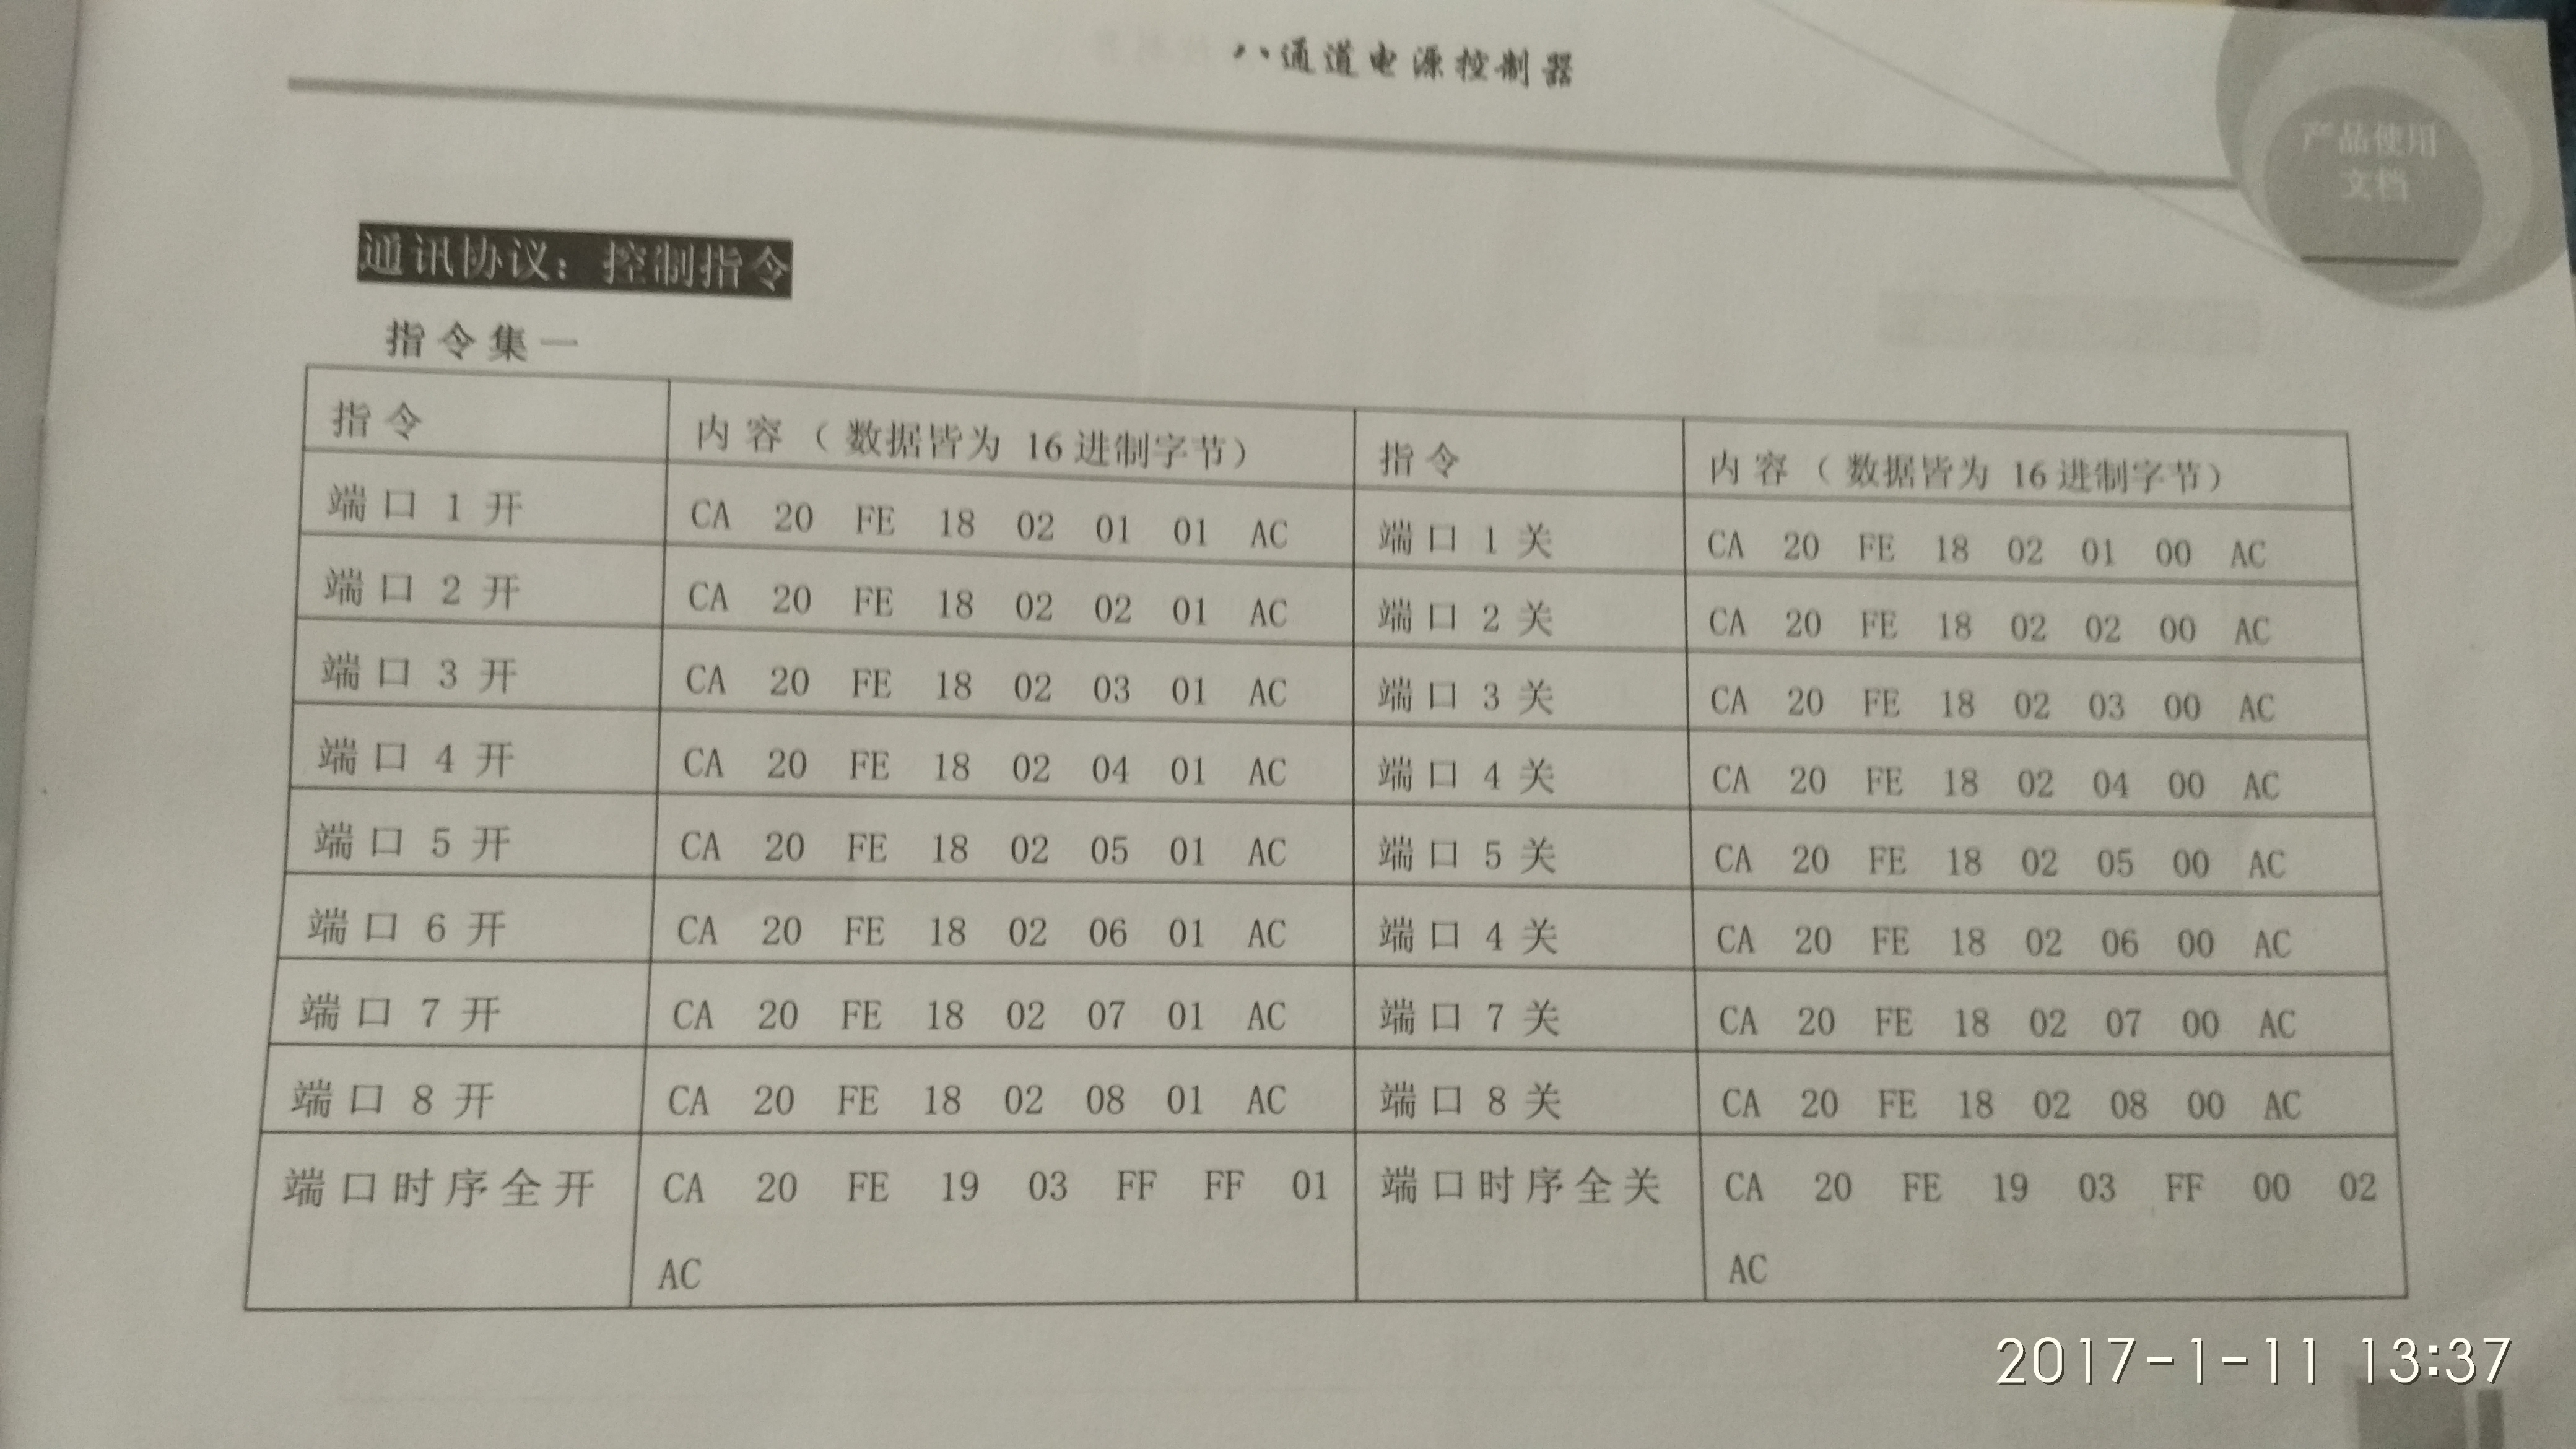 八通道电源控制器
产品使用
文档
通讯协议：控制指令
指令集一
指令 内容（数据皆为 16进制字节） 指令 内容（数据皆为 16进制字节）
端口 1 开 CA 20 FE 18 02 01 01 AC 端口 1 关 CA 20 FE 18 02 01 00 AC
端口 2 开 CA 20 FE 18 02 02 01 AC 端口 2 关 CA 20 FE 18 02 02 00 AC
端口 3 开 CA 20 FE 18 02 03 01 AC 端口 3 关 CA 20 FE 18 02 03 00 AC
端口 4 开 CA 20 FE 18 02 04 01 AC 端口 4 关 CA 20 FE 18 02 04 00 AC
端口 5 开 CA 20 FE 18 02 05 01 AC 端口 5 关 CA 20 FE 18 02 05 00 AC
端口 6 开 CA 20 FE 18 02 06 01 AC 端口 4 关 CA 20 FE 18 02 06 00 AC
端口 7 开 CA 20 FE 18 02 07 01 AC 端口 7 关 CA 20 FE 18 02 07 00 AC
端口 8 开 CA 20 FE 18 02 08 01 AC 端口 8 关 CA 20 FE 18 02 08 00 AC
端口时序全开 CA 20 FE 19 03 FF FF 01 端口时序全关 CA 20 FE 19 03 FF 00 02
AC AC
2017-1-11 13:37